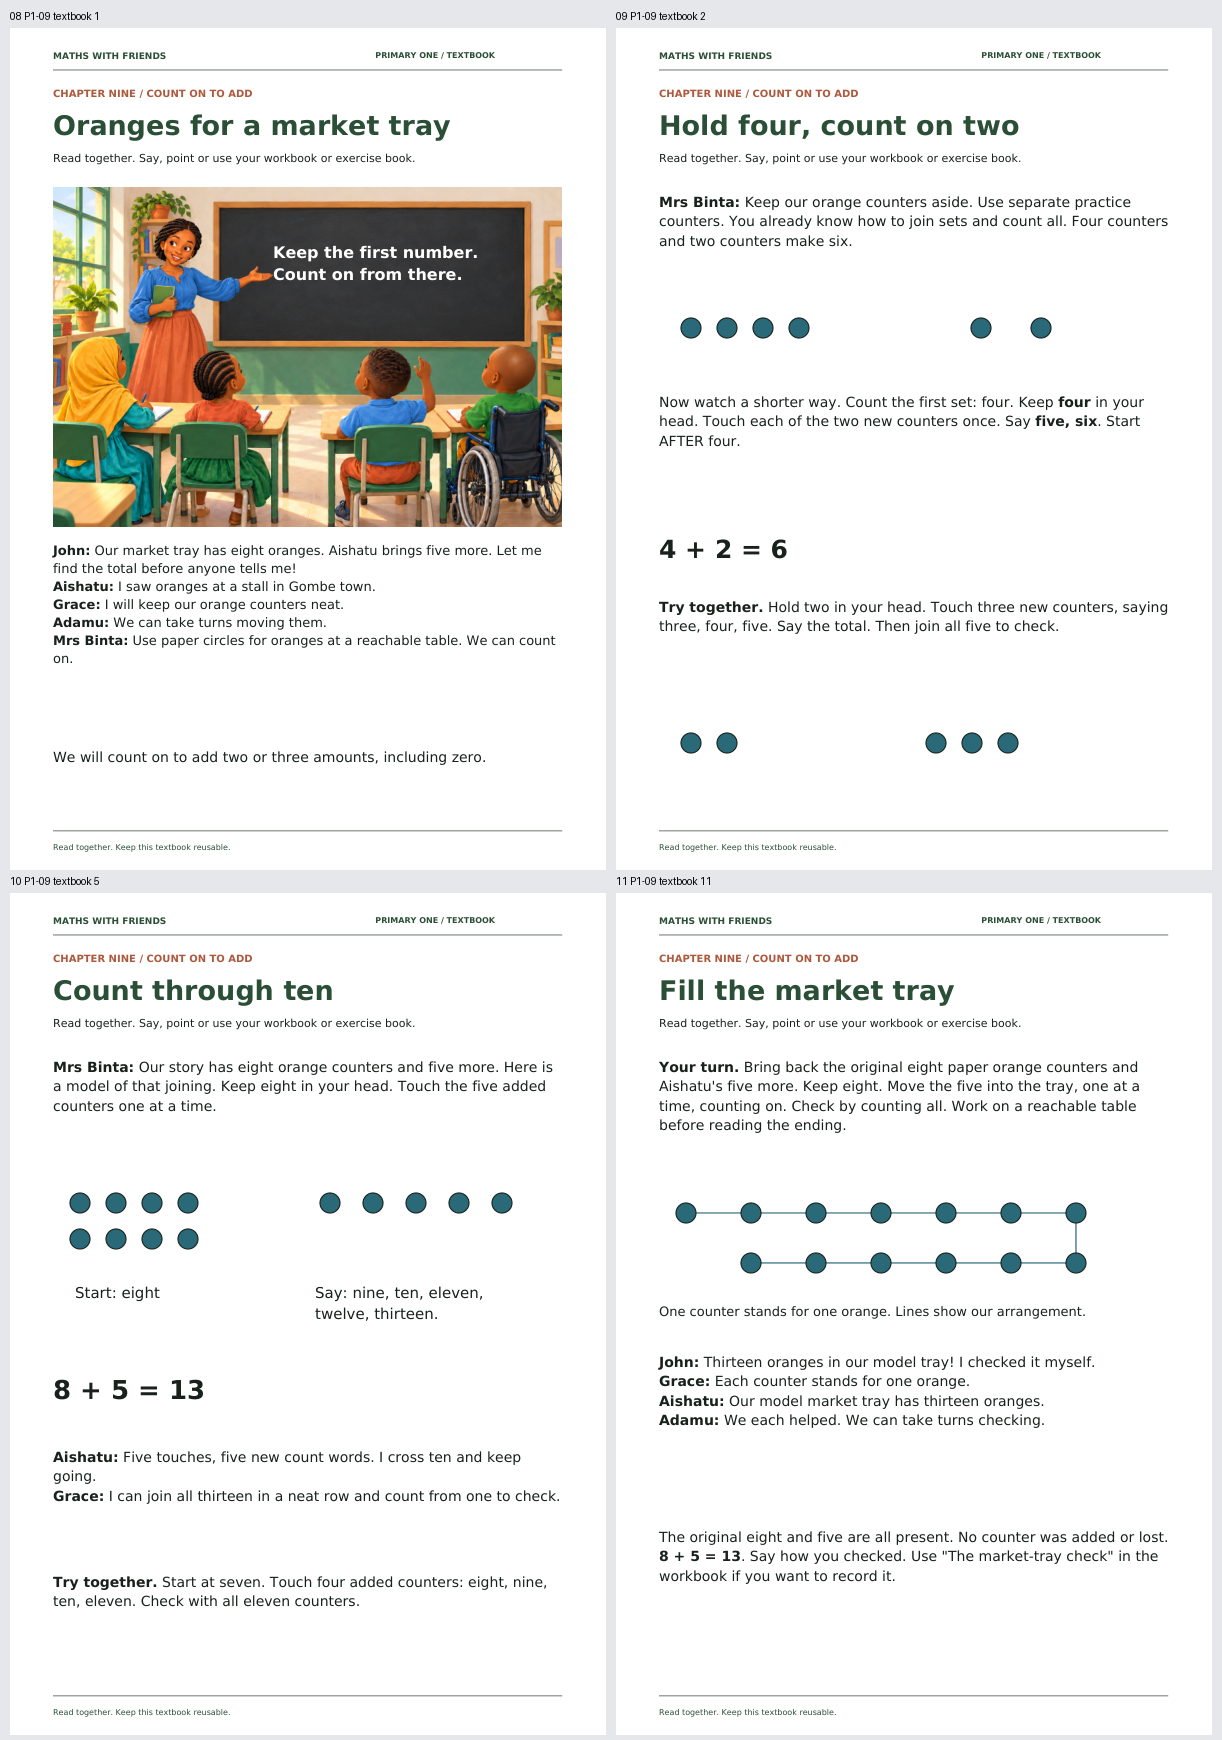 08 P1-09 textbook 1
MATHS WITH FRIENDS
PRIMARY ONE / TEXTBOOK
CHAPTER NINE / COUNT ON TO ADD
Oranges for a market tray
Read together. Say, point or use your workbook or exercise book.
Keep the first number.
Count on from there.
John: Our market tray has eight oranges. Aishatu brings five more. Let me
find the total before anyone tells me!
Aishatu: I saw oranges at a stall in Gombe town.
Grace: I will keep our orange counters neat.
Adamu: We can take turns moving them.
Mrs Binta: Use paper circles for oranges at a reachable table. We can count
on.
We will count on to add two or three amounts, including zero.
Read together. Keep this textbook reusable.
09 P1-09 textbook 2
MATHS WITH FRIENDS
PRIMARY ONE / TEXTBOOK
CHAPTER NINE / COUNT ON TO ADD
Hold four, count on two
Read together. Say, point or use your workbook or exercise book.
Mrs Binta: Keep our orange counters aside. Use separate practice
counters. You already know how to join sets and count all. Four counters
and two counters make six.
Now watch a shorter way. Count the first set: four. Keep four in your
head. Touch each of the two new counters once. Say five, six. Start
AFTER four.
4 + 2 = 6
Try together. Hold two in your head. Touch three new counters, saying
three, four, five. Say the total. Then join all five to check.
Read together. Keep this textbook reusable.
10 P1-09 textbook 5
MATHS WITH FRIENDS
PRIMARY ONE / TEXTBOOK
CHAPTER NINE / COUNT ON TO ADD
Count through ten
Read together. Say, point or use your workbook or exercise book.
Mrs Binta: Our story has eight orange counters and five more. Here is
a model of that joining. Keep eight in your head. Touch the five added
counters one at a time.
Start: eight
Say: nine, ten, eleven,
twelve, thirteen.
8 + 5 = 13
Aishatu: Five touches, five new count words. I cross ten and keep
going.
Grace: I can join all thirteen in a neat row and count from one to check.
Try together. Start at seven. Touch four added counters: eight, nine,
ten, eleven. Check with all eleven counters.
Read together. Keep this textbook reusable.
11 P1-09 textbook 11
MATHS WITH FRIENDS
PRIMARY ONE / TEXTBOOK
CHAPTER NINE / COUNT ON TO ADD
Fill the market tray
Read together. Say, point or use your workbook or exercise book.
Your turn. Bring back the original eight paper orange counters and
Aishatu's five more. Keep eight. Move the five into the tray, one at a
time, counting on. Check by counting all. Work on a reachable table
before reading the ending.
One counter stands for one orange. Lines show our arrangement.
John: Thirteen oranges in our model tray! I checked it myself.
Grace: Each counter stands for one orange.
Aishatu: Our model market tray has thirteen oranges.
Adamu: We each helped. We can take turns checking.
The original eight and five are all present. No counter was added or lost.
8 + 5 = 13. Say how you checked. Use "The market-tray check" in the
workbook if you want to record it.
Read together. Keep this textbook reusable.